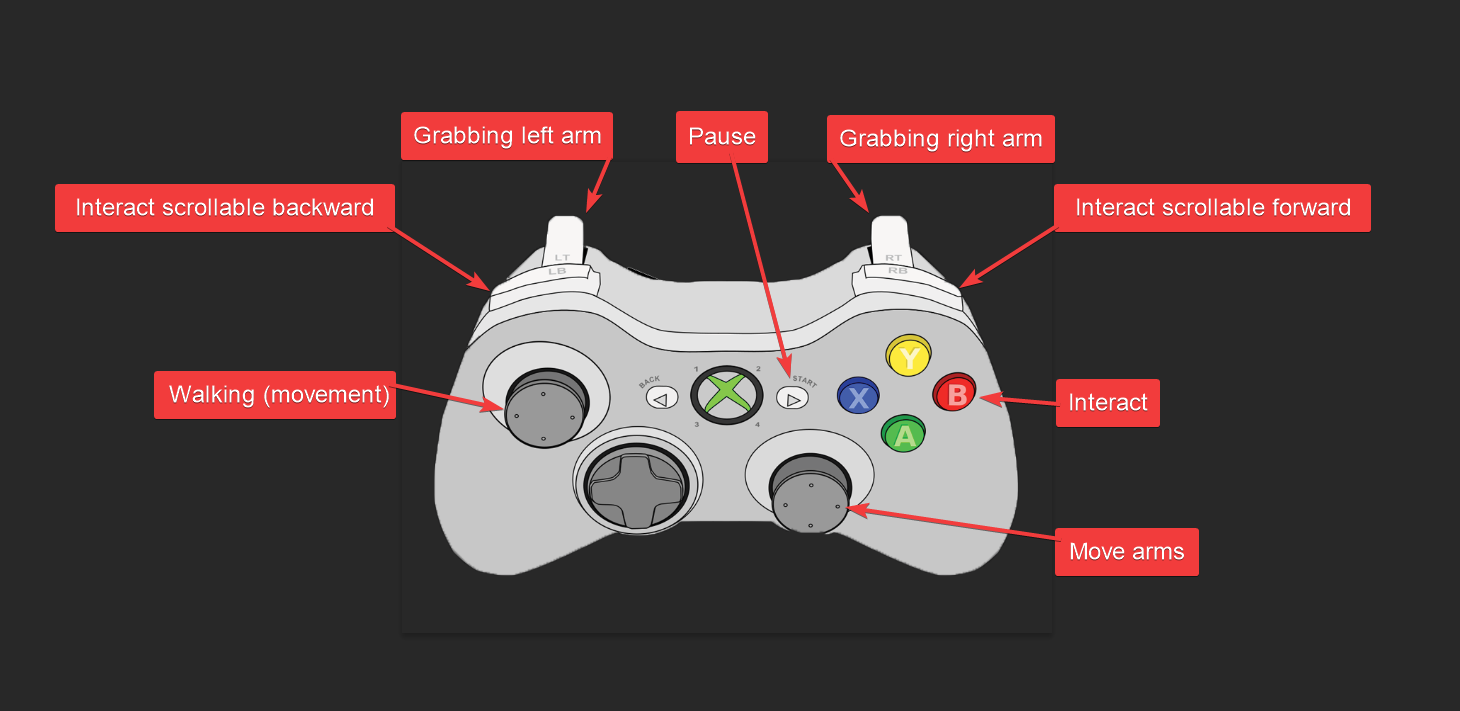 Grabbing left arm
Pause
Grabbing right arm
Interact scrollable backward
Interact scrollable forward
LT
RT
LB
RB
1
2
BACK
START
Y
Walking (movement)
X
B
Interact
3
4
A
Move arms